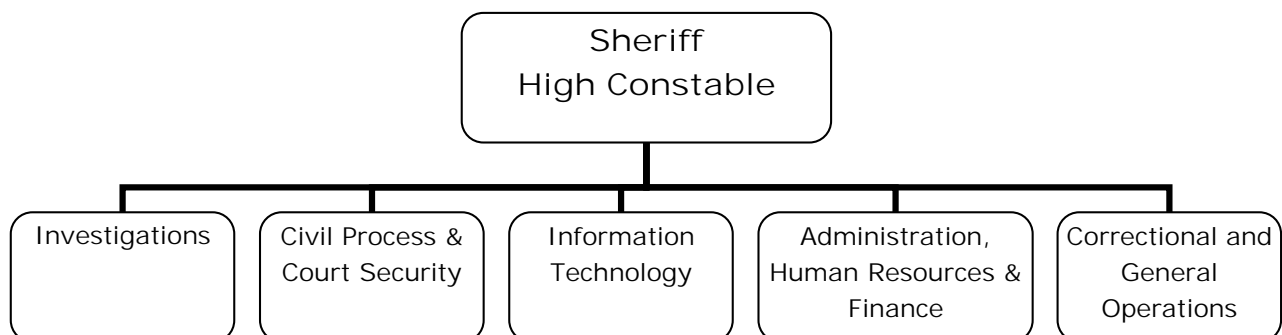 Sheriff
High Constable
Investigations
Civil Process &
Court Security
Information
Technology
Administration,
Human Resources &
Finance
Correctional and
General
Operations